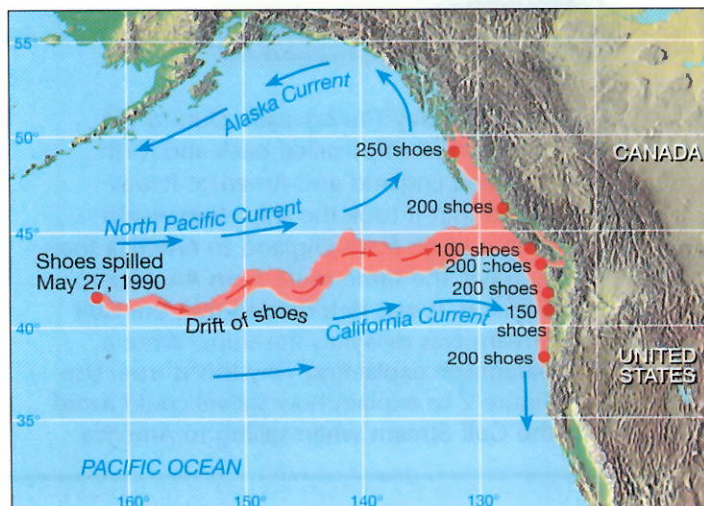 55°
Alaska Current
50°
250 shoes
CANADA
200 shoes
North Pacific Current
45°
100 shoes
Shoes spilled
May 27, 1990
200 choes
200 shoes
40°
Drift of shoes
California Current
150
shoes
200 shoes
UNITED
STATES
35°
PACIFIC OCEAN
160°
150°
140°
130°
120°